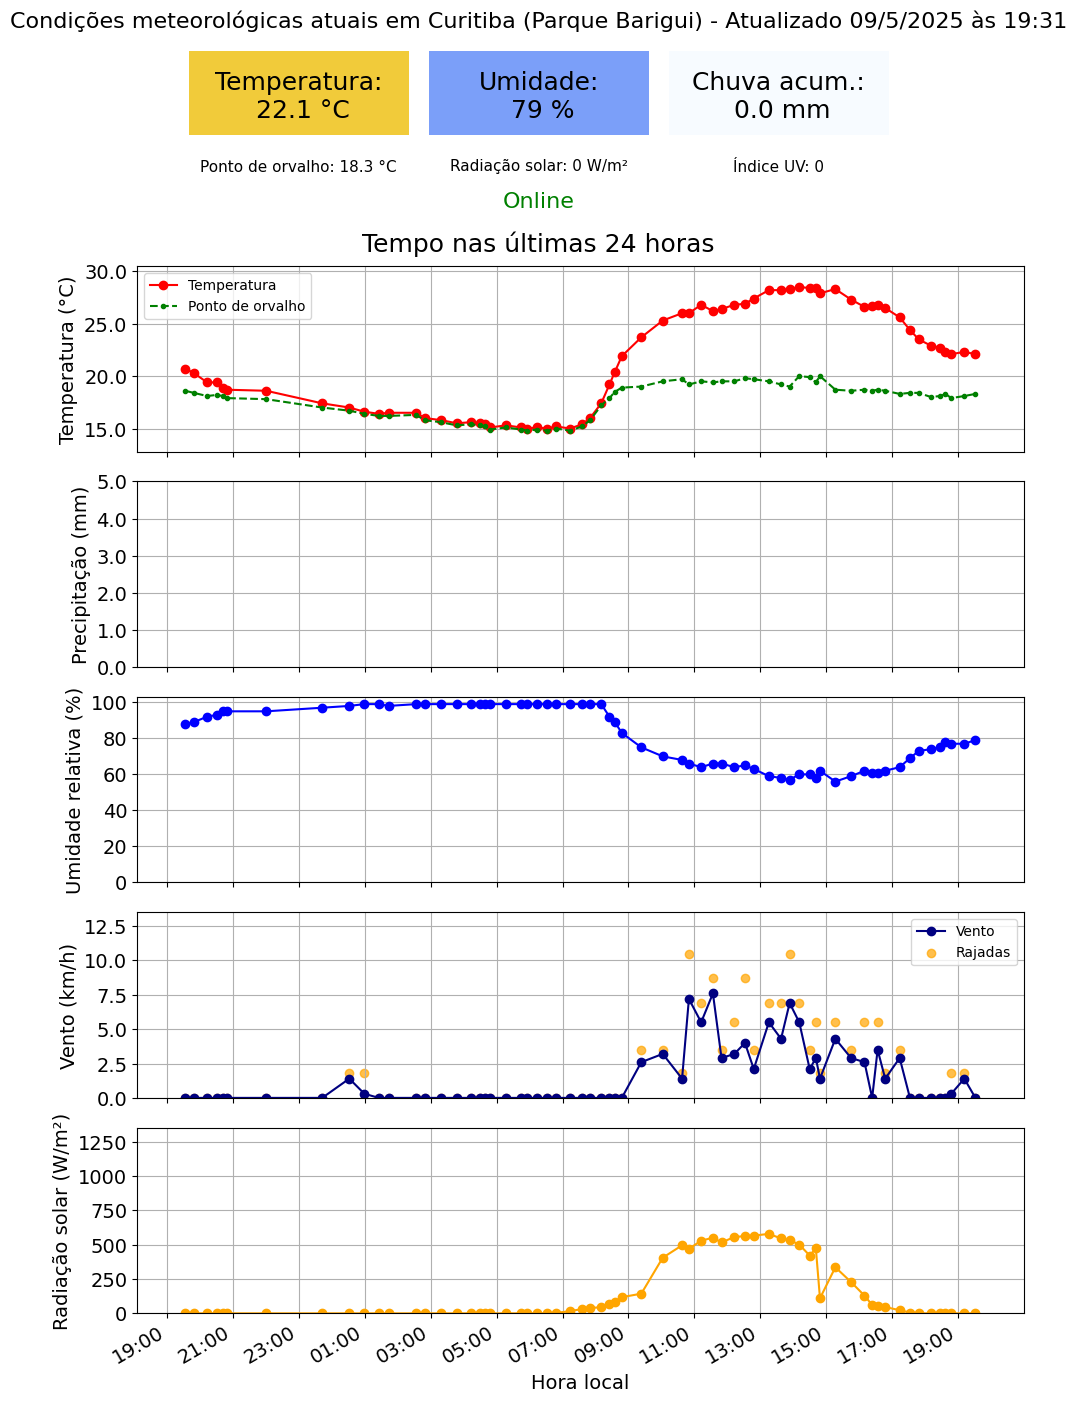 Condições meteorológicas atuais em Curitiba (Parque Barigui) - Atualizado 09/5/2025 às 19:31
Temperatura:
22.1 °C
Umidade:
79 %
Chuva acum.:
0.0 mm
Ponto de orvalho: 18.3 °C
Radiação solar: 0 W/m²
Índice UV: 0
Online
Tempo nas últimas 24 horas
Temperatura (°C)
30.0
25.0
20.0
15.0
Temperatura
Ponto de orvalho
Precipitação (mm)
5.0
4.0
3.0
2.0
1.0
0.0
Umidade relativa (%)
100
80
60
40
20
0
Vento (km/h)
12.5
10.0
7.5
5.0
2.5
0.0
Vento
Rajadas
Radiação solar (W/m²)
1250
1000
750
500
250
0
19:00
21:00
23:00
01:00
03:00
05:00
07:00
09:00
11:00
13:00
15:00
17:00
19:00
Hora local